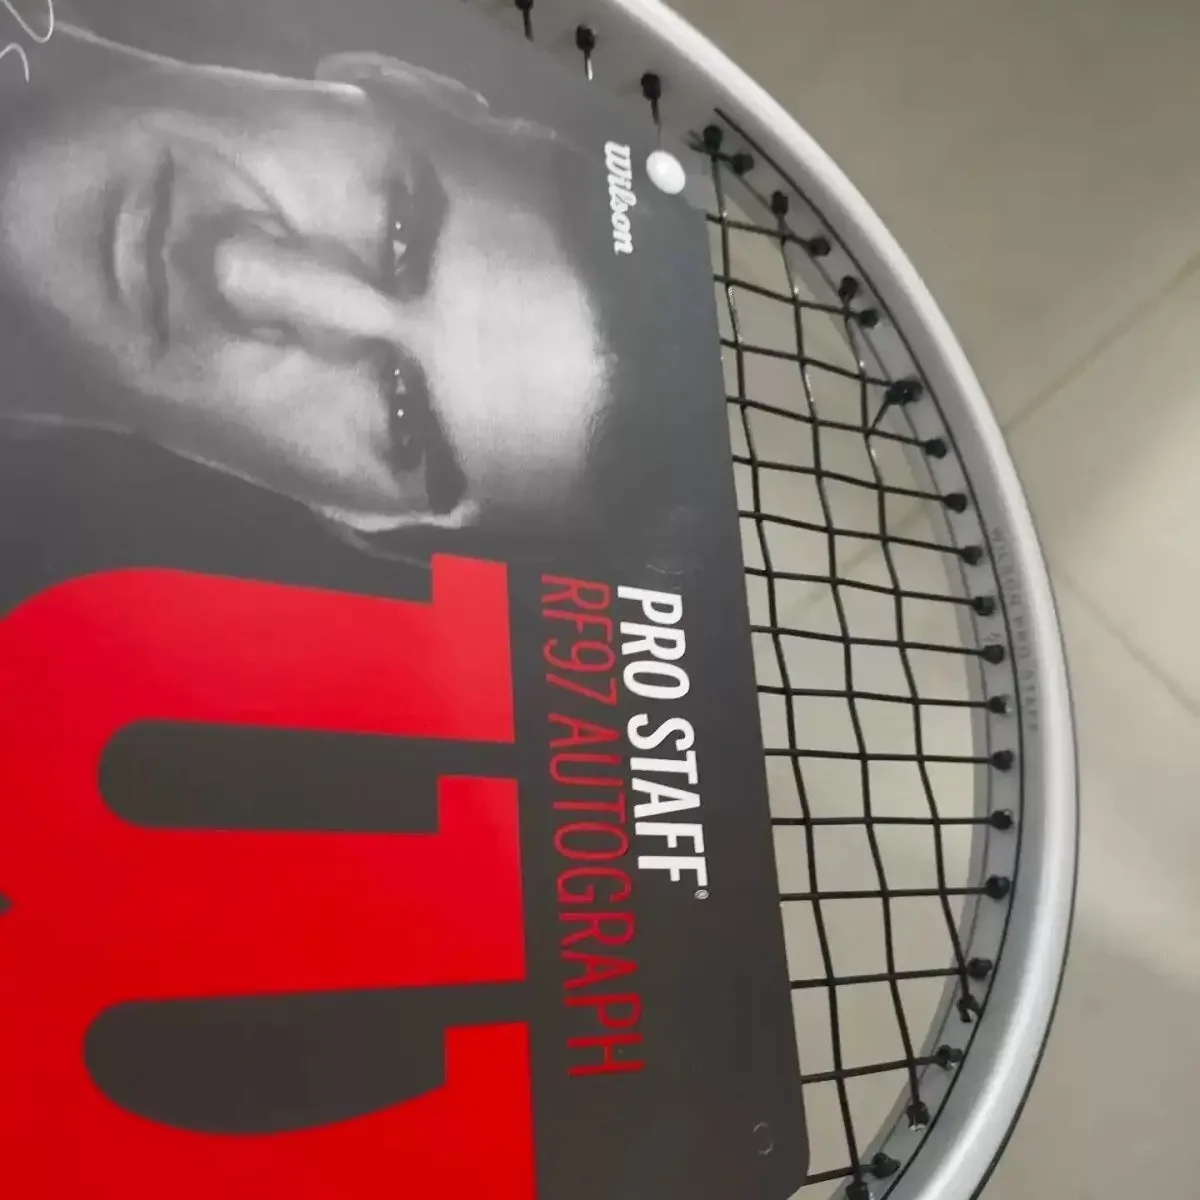 Wilson
PRO STAFF®
RF97 AUTOGRAPH
WILSON PRO STAFF